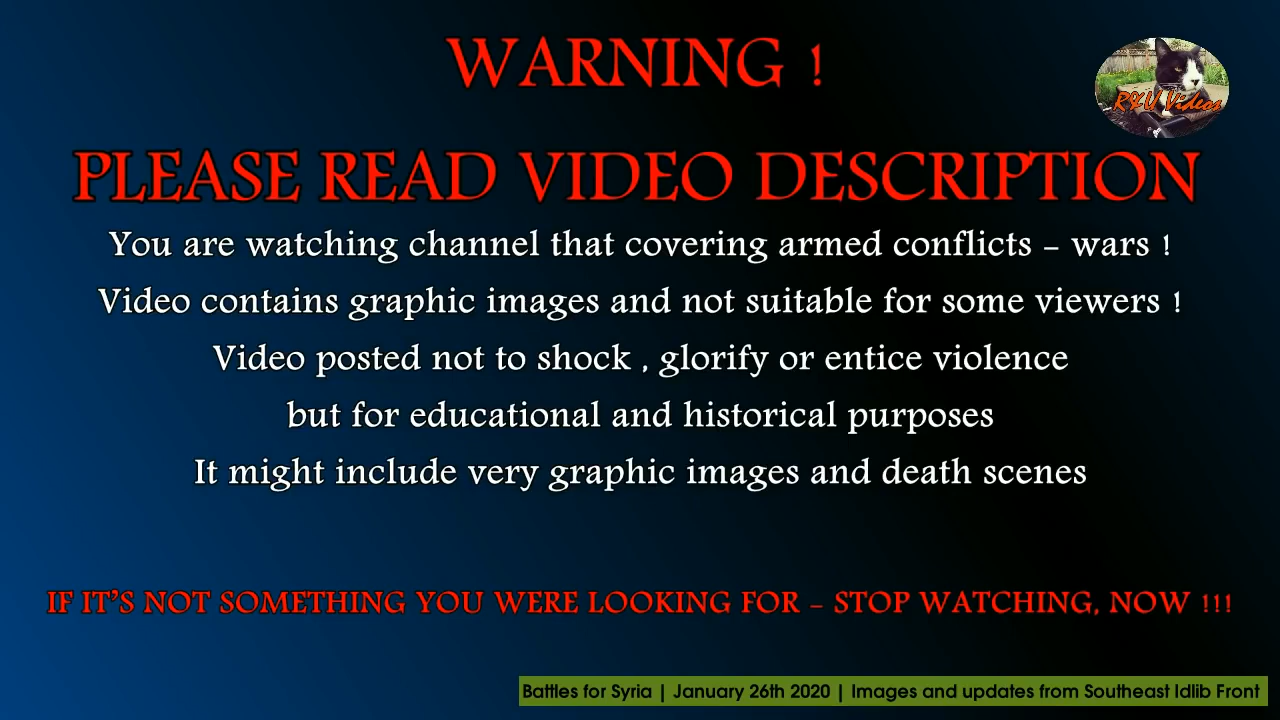 WARNING !
R&U Videos
PLEASE READ VIDEO DESCRIPTION
You are watching channel that covering armed conflicts - wars !
Video contains graphic images and not suitable for some viewers !
Video posted not to shock , glorify or entice violence
but for educational and historical purposes
It might include very graphic images and death scenes
IF IT'S NOT SOMETHING YOU WERE LOOKING FOR - STOP WATCHING, NOW !!!
Battles for Syria | January 26th 2020 | Images and updates from Southeast Idlib Front